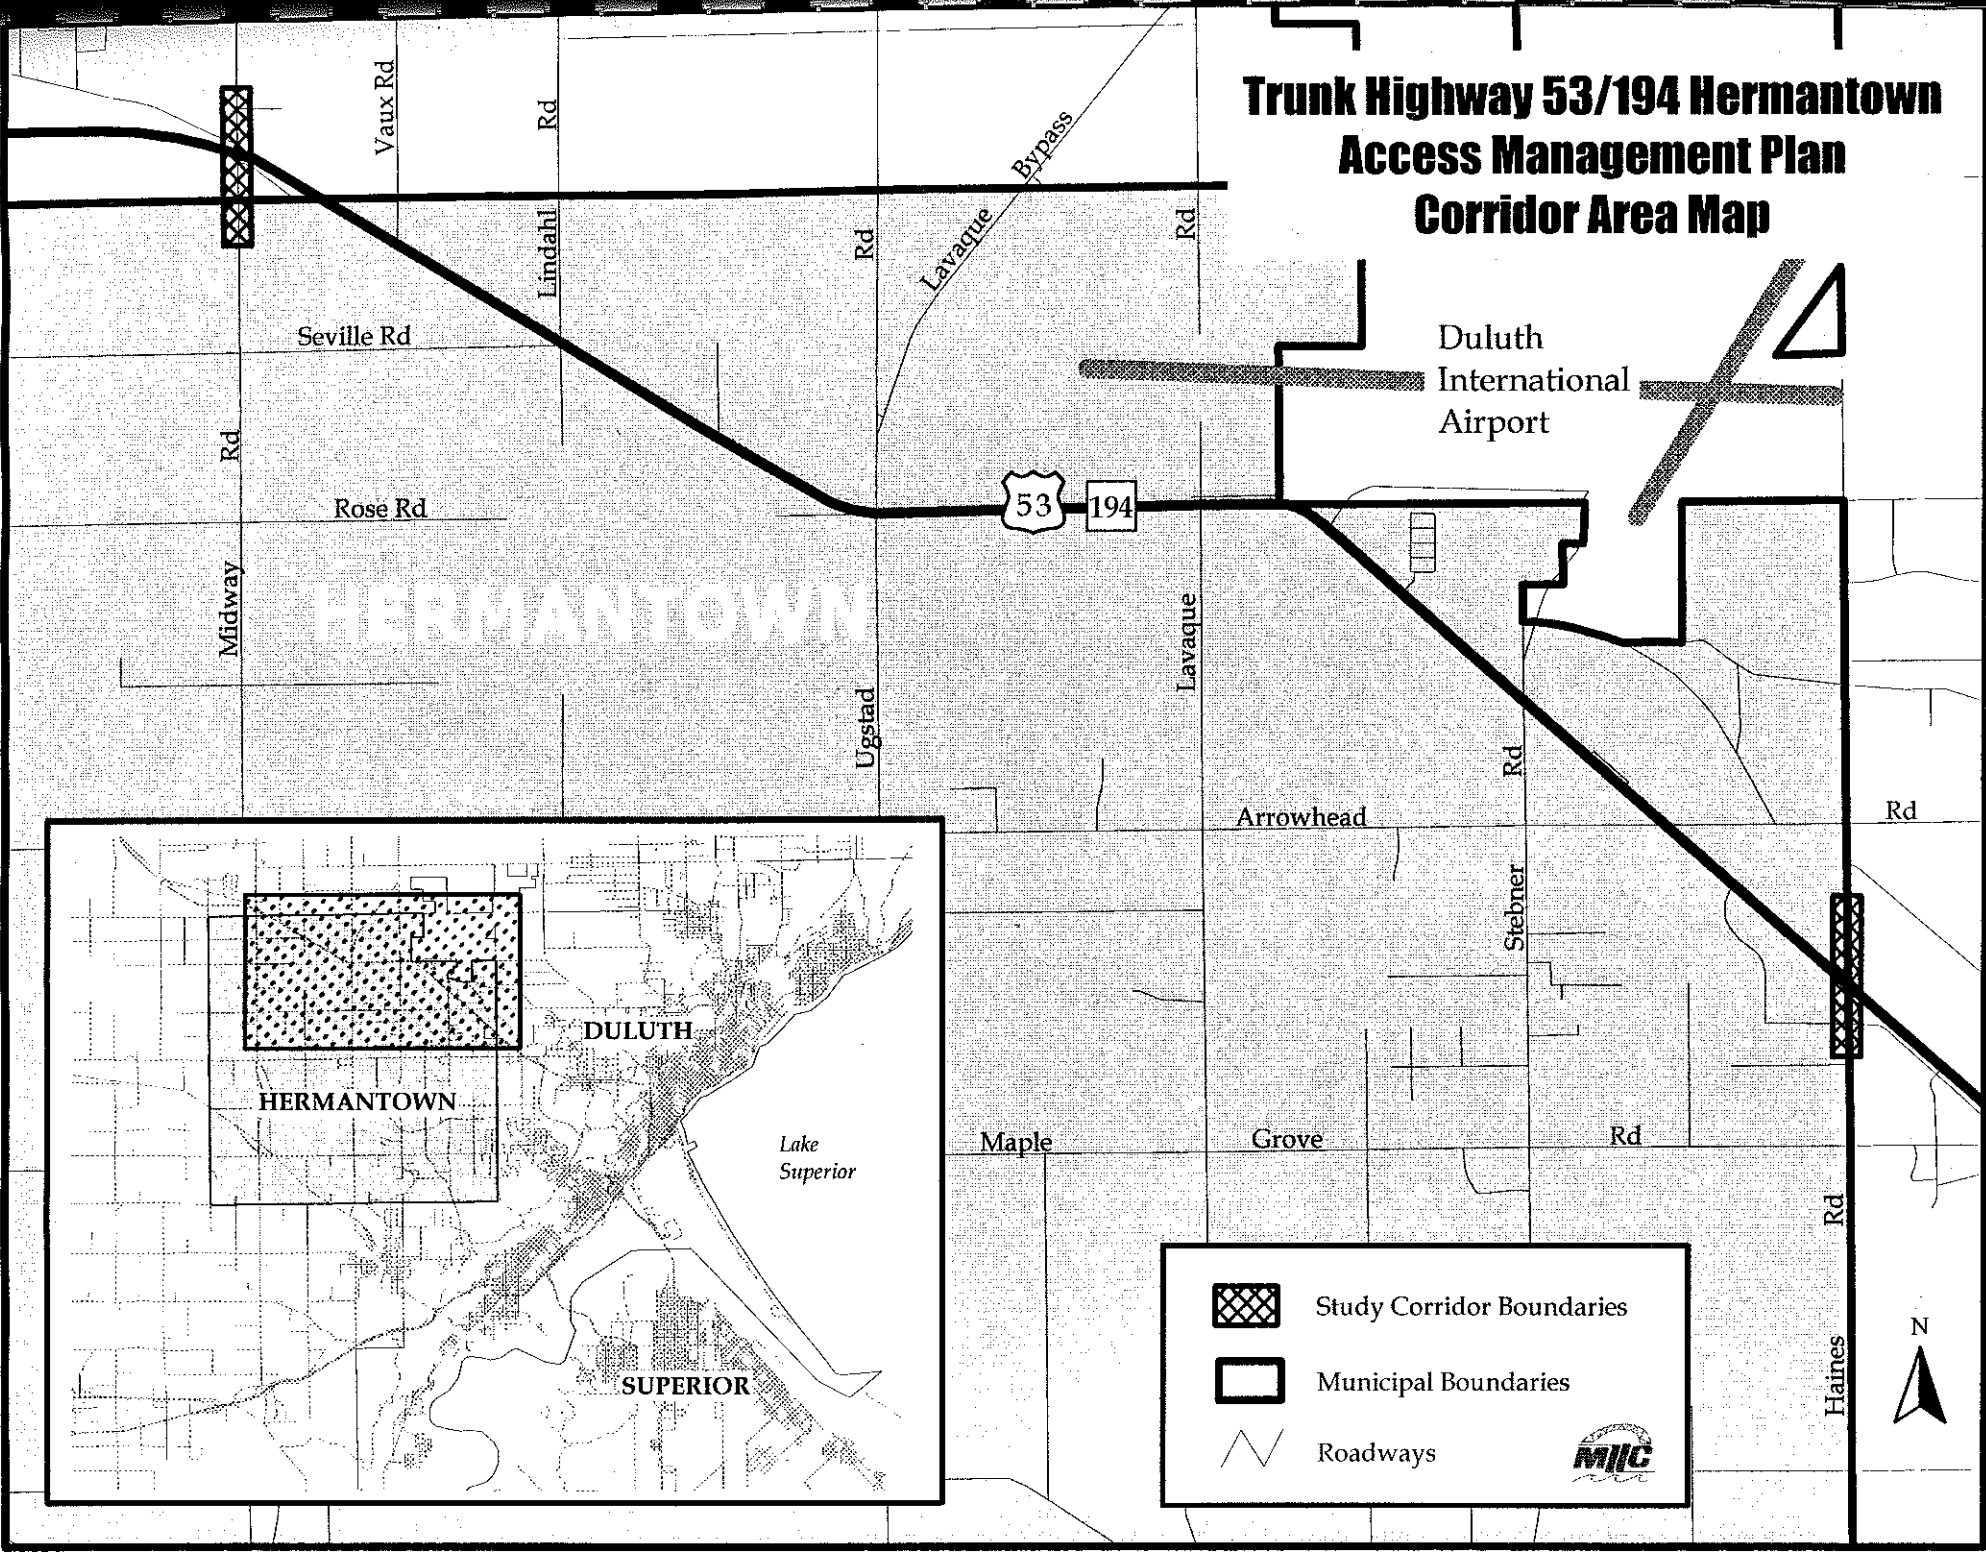 Trunk Highway 53/194 Hermantown
Access Management Plan
Corridor Area Map
Vaux Rd
Rd
Lindahl
Bypass
Lavaque
Rd
Rd
Seville Rd
Duluth
International
Airport
Rd
Midway
Rose Rd
53
194
HERMANTOWN
Lavaque
Ugstad
Rd
Stebner
Arrowhead
Rd
Maple
Grove
Rd
Rd
Haines
DULUTH
HERMANTOWN
Lake
Superior
SUPERIOR
Study Corridor Boundaries
Municipal Boundaries
Roadways
MIC
N